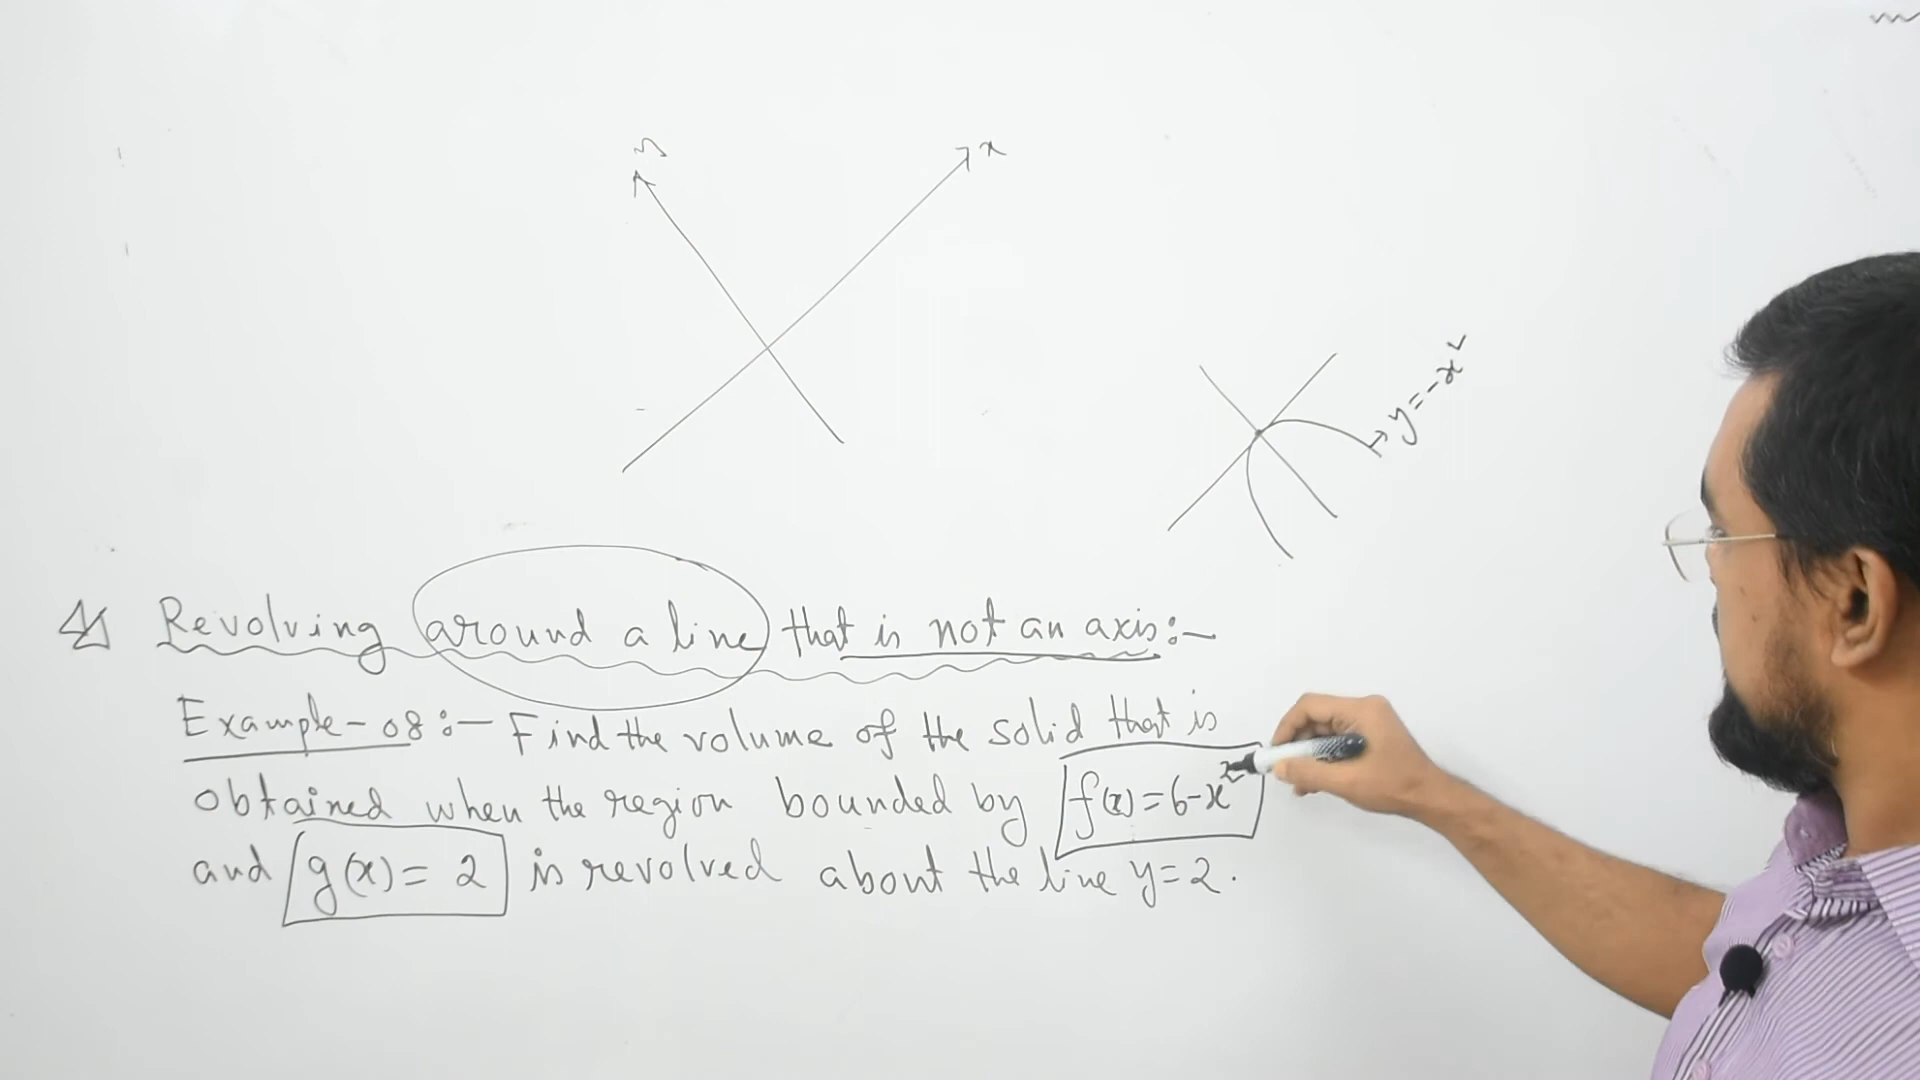 y
x
y=-x²
Revolving around a line that is not an axis:-
Example-08:- Find the volume of the solid that is
obtained when the region bounded by f(x)=6-x²
and g(x)= 2 is revolved about the line y=2.